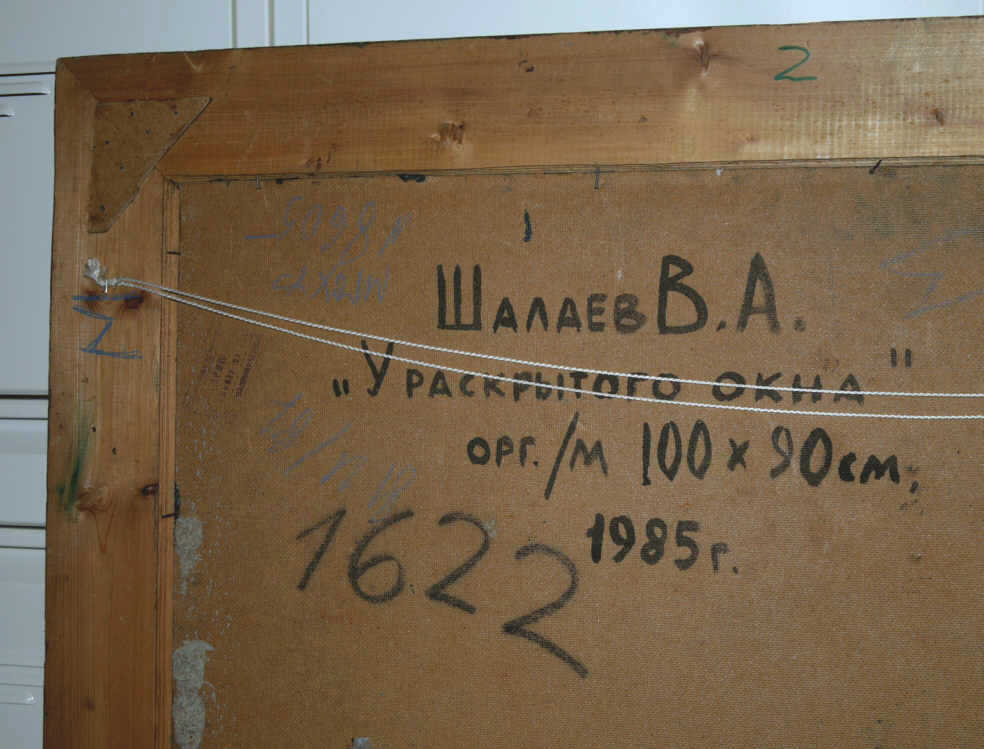 2
Шалаев В.А.
„У раскрытого окна"
орг./м 100 х 90 см,
1985 г.
1622